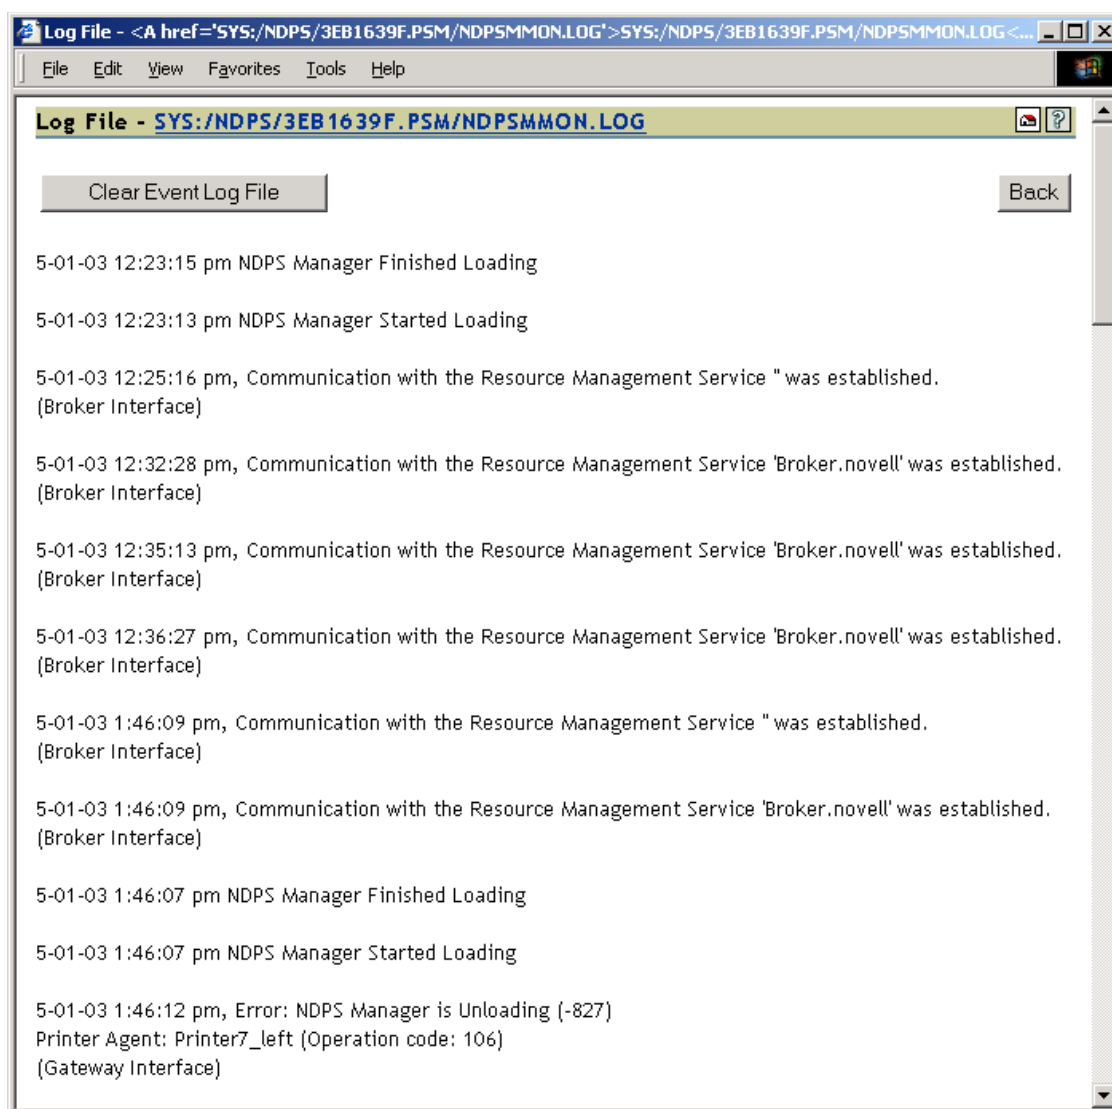 Log File - <A href='SYS:/NDPS/3EB1639F.PSM/NDPSMMON.LOG'>SYS:/NDPS/3EB1639F.PSM/NDPSMMON.LOG<...
File Edit View Favorites Tools Help
Log File - SYS:/NDPS/3EB1639F.PSM/NDPSMMON.LOG
Clear Event Log File Back
5-01-03 12:23:15 pm NDPS Manager Finished Loading
5-01-03 12:23:13 pm NDPS Manager Started Loading
5-01-03 12:25:16 pm, Communication with the Resource Management Service '' was established.
(Broker Interface)
5-01-03 12:32:28 pm, Communication with the Resource Management Service 'Broker.novell' was established.
(Broker Interface)
5-01-03 12:35:13 pm, Communication with the Resource Management Service 'Broker.novell' was established.
(Broker Interface)
5-01-03 12:36:27 pm, Communication with the Resource Management Service 'Broker.novell' was established.
(Broker Interface)
5-01-03 1:46:09 pm, Communication with the Resource Management Service '' was established.
(Broker Interface)
5-01-03 1:46:09 pm, Communication with the Resource Management Service 'Broker.novell' was established.
(Broker Interface)
5-01-03 1:46:07 pm NDPS Manager Finished Loading
5-01-03 1:46:07 pm NDPS Manager Started Loading
5-01-03 1:46:12 pm, Error: NDPS Manager is Unloading (-827)
Printer Agent: Printer7_left (Operation code: 106)
(Gateway Interface)